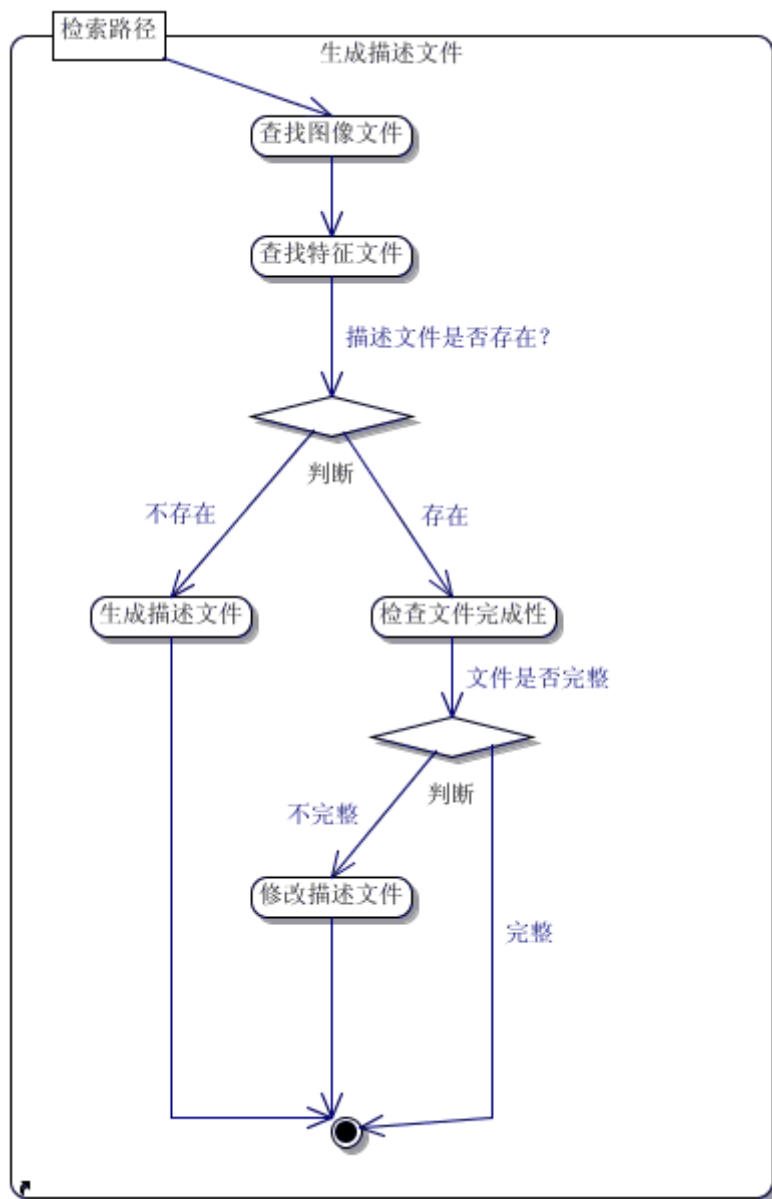 检索路径
生成描述文件
查找图像文件
查找特征文件
描述文件是否存在?
判断
不存在
存在
生成描述文件
检查文件完成性
文件是否完整
判断
不完整
修改描述文件
完整